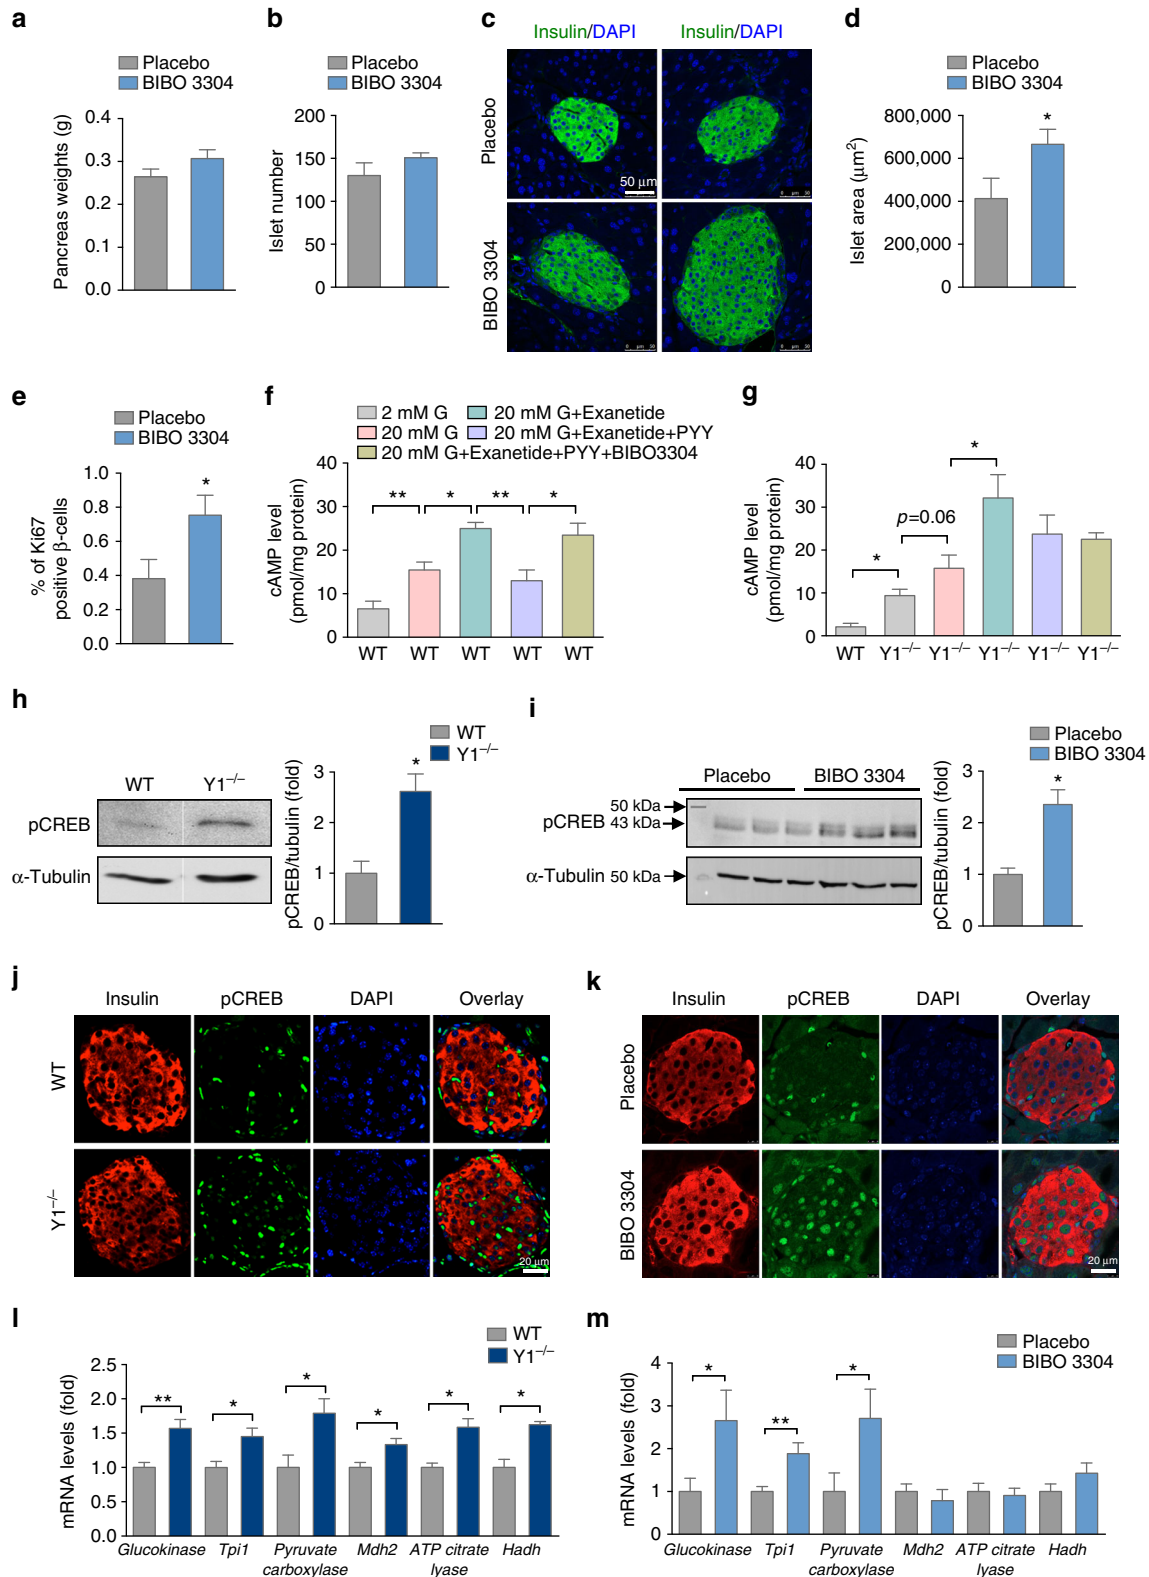 a
Placebo
BIBO 3304
Pancreas weights (g)
0.4
0.3
0.2
0.1
0.0
b
Placebo
BIBO 3304
Islet number
200
150
100
50
0
c
Insulin/DAPI Insulin/DAPI
Placebo
50 µm
BIBO 3304
d
Placebo
BIBO 3304
Islet area (µm²)
800,000
600,000
400,000
200,000
0
*
e
Placebo
BIBO 3304
% of Ki67
positive β-cells
1.0
0.8
0.6
0.4
0.2
0.0
*
f
2 mM G
20 mM G+Exanetide
20 mM G
20 mM G+Exanetide+PYY
20 mM G+Exanetide+PYY+BIBO3304
cAMP level
(pmol/mg protein)
40
30
20
10
0
** * ** *
WT WT WT WT WT
g
cAMP level
(pmol/mg protein)
40
30
20
10
0
*
p=0.06
*
WT Y1–/– Y1–/– Y1–/– Y1–/– Y1–/–
h
WT Y1–/–
pCREB
α-Tubulin
WT
Y1–/–
pCREB/tubulin (fold)
3
2
1
0
*
i
Placebo BIBO 3304
50 kDa
pCREB 43 kDa
α-Tubulin 50 kDa
Placebo
BIBO 3304
pCREB/tubulin (fold)
3
2
1
0
*
j
Insulin pCREB DAPI Overlay
WT
Y1–/–
20 µm
k
Insulin pCREB DAPI Overlay
Placebo
BIBO 3304
20 µm
l
WT
Y1–/–
mRNA levels (fold)
2.5
2.0
1.5
1.0
0.5
0.0
** * * * * *
Glucokinase Tpi1 Pyruvate Mdh2 ATP citrate Hadh
carboxylase lyase
m
Placebo
BIBO 3304
mRNA levels (fold)
4
3
2
1
0
* ** *
Glucokinase Tpi1 Pyruvate Mdh2 ATP citrate Hadh
carboxylase lyase